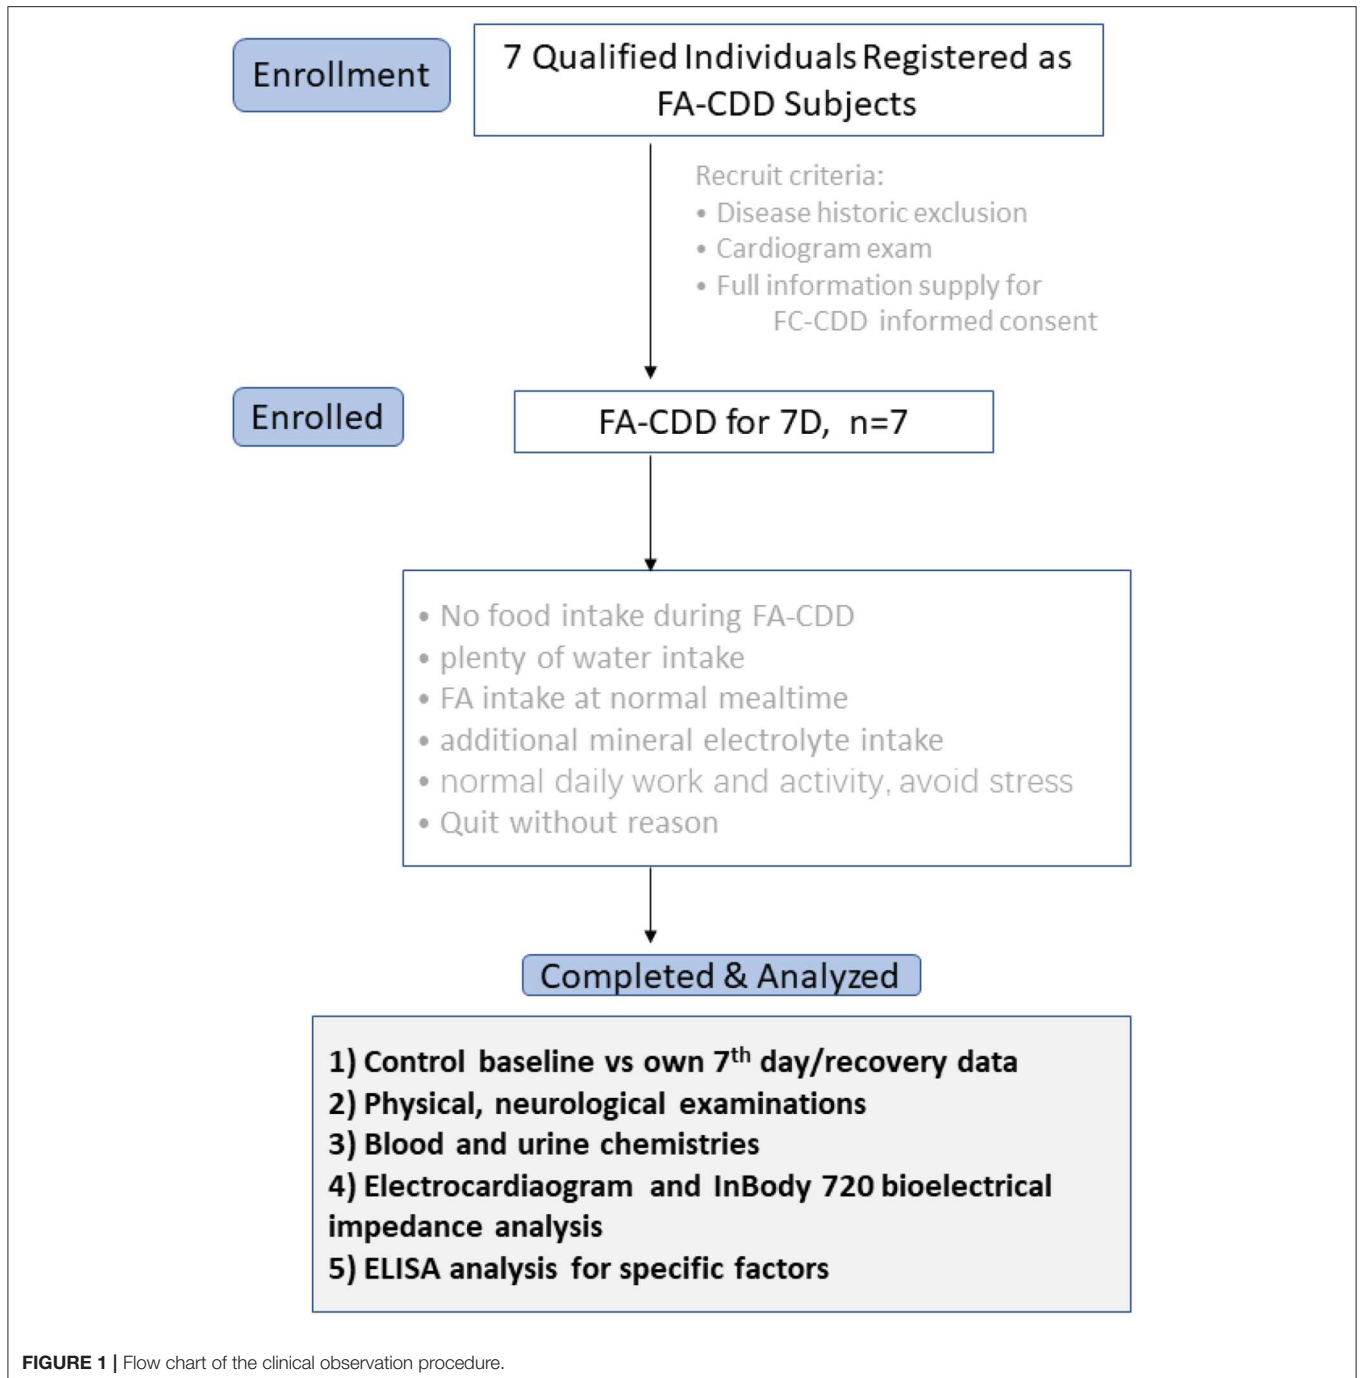 Enrollment
7 Qualified Individuals Registered as
FA-CDD Subjects
Recruit criteria:
• Disease historic exclusion
• Cardiogram exam
• Full information supply for
FC-CDD informed consent
Enrolled
FA-CDD for 7D, n=7
• No food intake during FA-CDD
• plenty of water intake
• FA intake at normal mealtime
• additional mineral electrolyte intake
• normal daily work and activity, avoid stress
• Quit without reason
Completed & Analyzed
1) Control baseline vs own 7th day/recovery data
2) Physical, neurological examinations
3) Blood and urine chemistries
4) Electrocardiaogram and InBody 720 bioelectrical
impedance analysis
5) ELISA analysis for specific factors
FIGURE 1 | Flow chart of the clinical observation procedure.